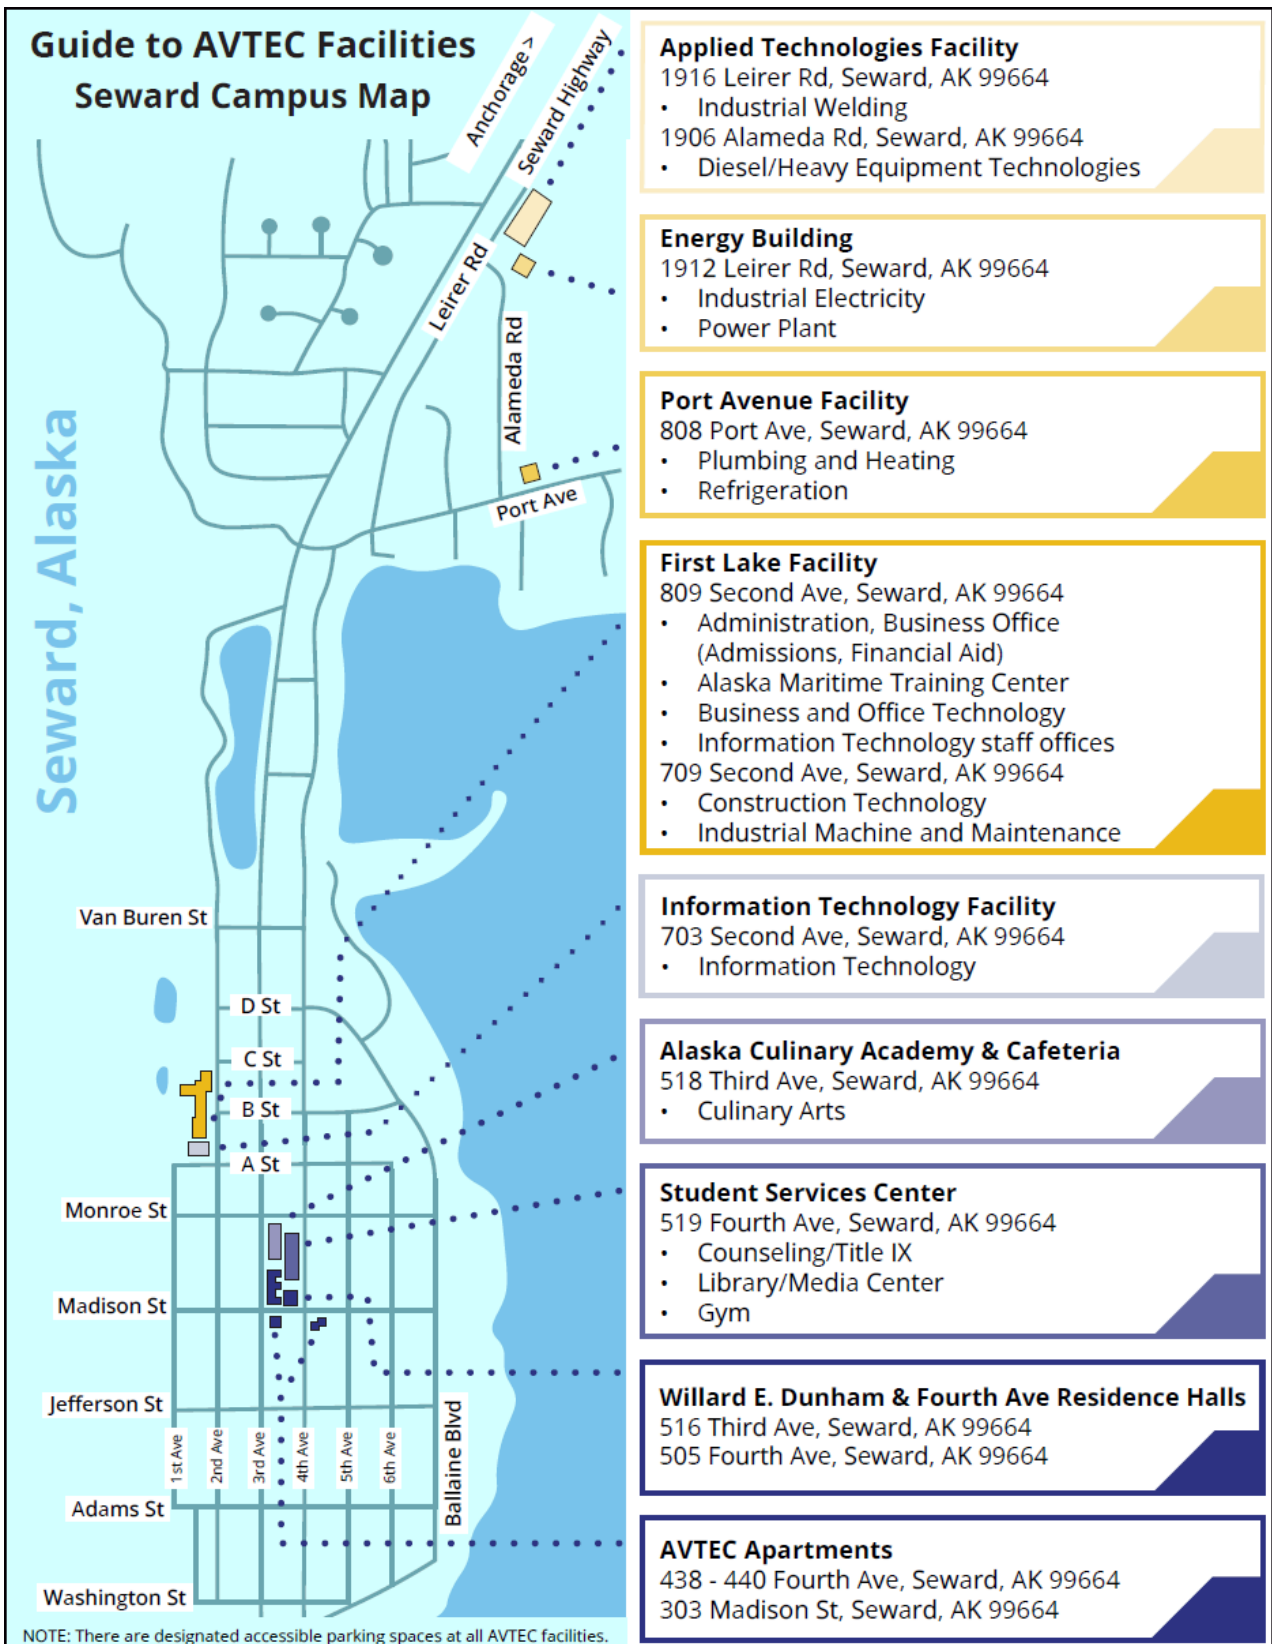 Guide to AVTEC Facilities
Seward Campus Map
Anchorage >
Seward Highway
Leirer Rd
Alameda Rd
Port Ave
Seward, Alaska
Van Buren St
D St
C St
B St
A St
Monroe St
Madison St
Jefferson St
1st Ave
2nd Ave
3rd Ave
4th Ave
5th Ave
6th Ave
Ballaine Blvd
Adams St
Washington St
NOTE: There are designated accessible parking spaces at all AVTEC facilities.
Applied Technologies Facility
1916 Leirer Rd, Seward, AK 99664
• Industrial Welding
1906 Alameda Rd, Seward, AK 99664
• Diesel/Heavy Equipment Technologies
Energy Building
1912 Leirer Rd, Seward, AK 99664
• Industrial Electricity
• Power Plant
Port Avenue Facility
808 Port Ave, Seward, AK 99664
• Plumbing and Heating
• Refrigeration
First Lake Facility
809 Second Ave, Seward, AK 99664
• Administration, Business Office
(Admissions, Financial Aid)
• Alaska Maritime Training Center
• Business and Office Technology
• Information Technology staff offices
709 Second Ave, Seward, AK 99664
• Construction Technology
• Industrial Machine and Maintenance
Information Technology Facility
703 Second Ave, Seward, AK 99664
• Information Technology
Alaska Culinary Academy & Cafeteria
518 Third Ave, Seward, AK 99664
• Culinary Arts
Student Services Center
519 Fourth Ave, Seward, AK 99664
• Counseling/Title IX
• Library/Media Center
• Gym
Willard E. Dunham & Fourth Ave Residence Halls
516 Third Ave, Seward, AK 99664
505 Fourth Ave, Seward, AK 99664
AVTEC Apartments
438 - 440 Fourth Ave, Seward, AK 99664
303 Madison St, Seward, AK 99664